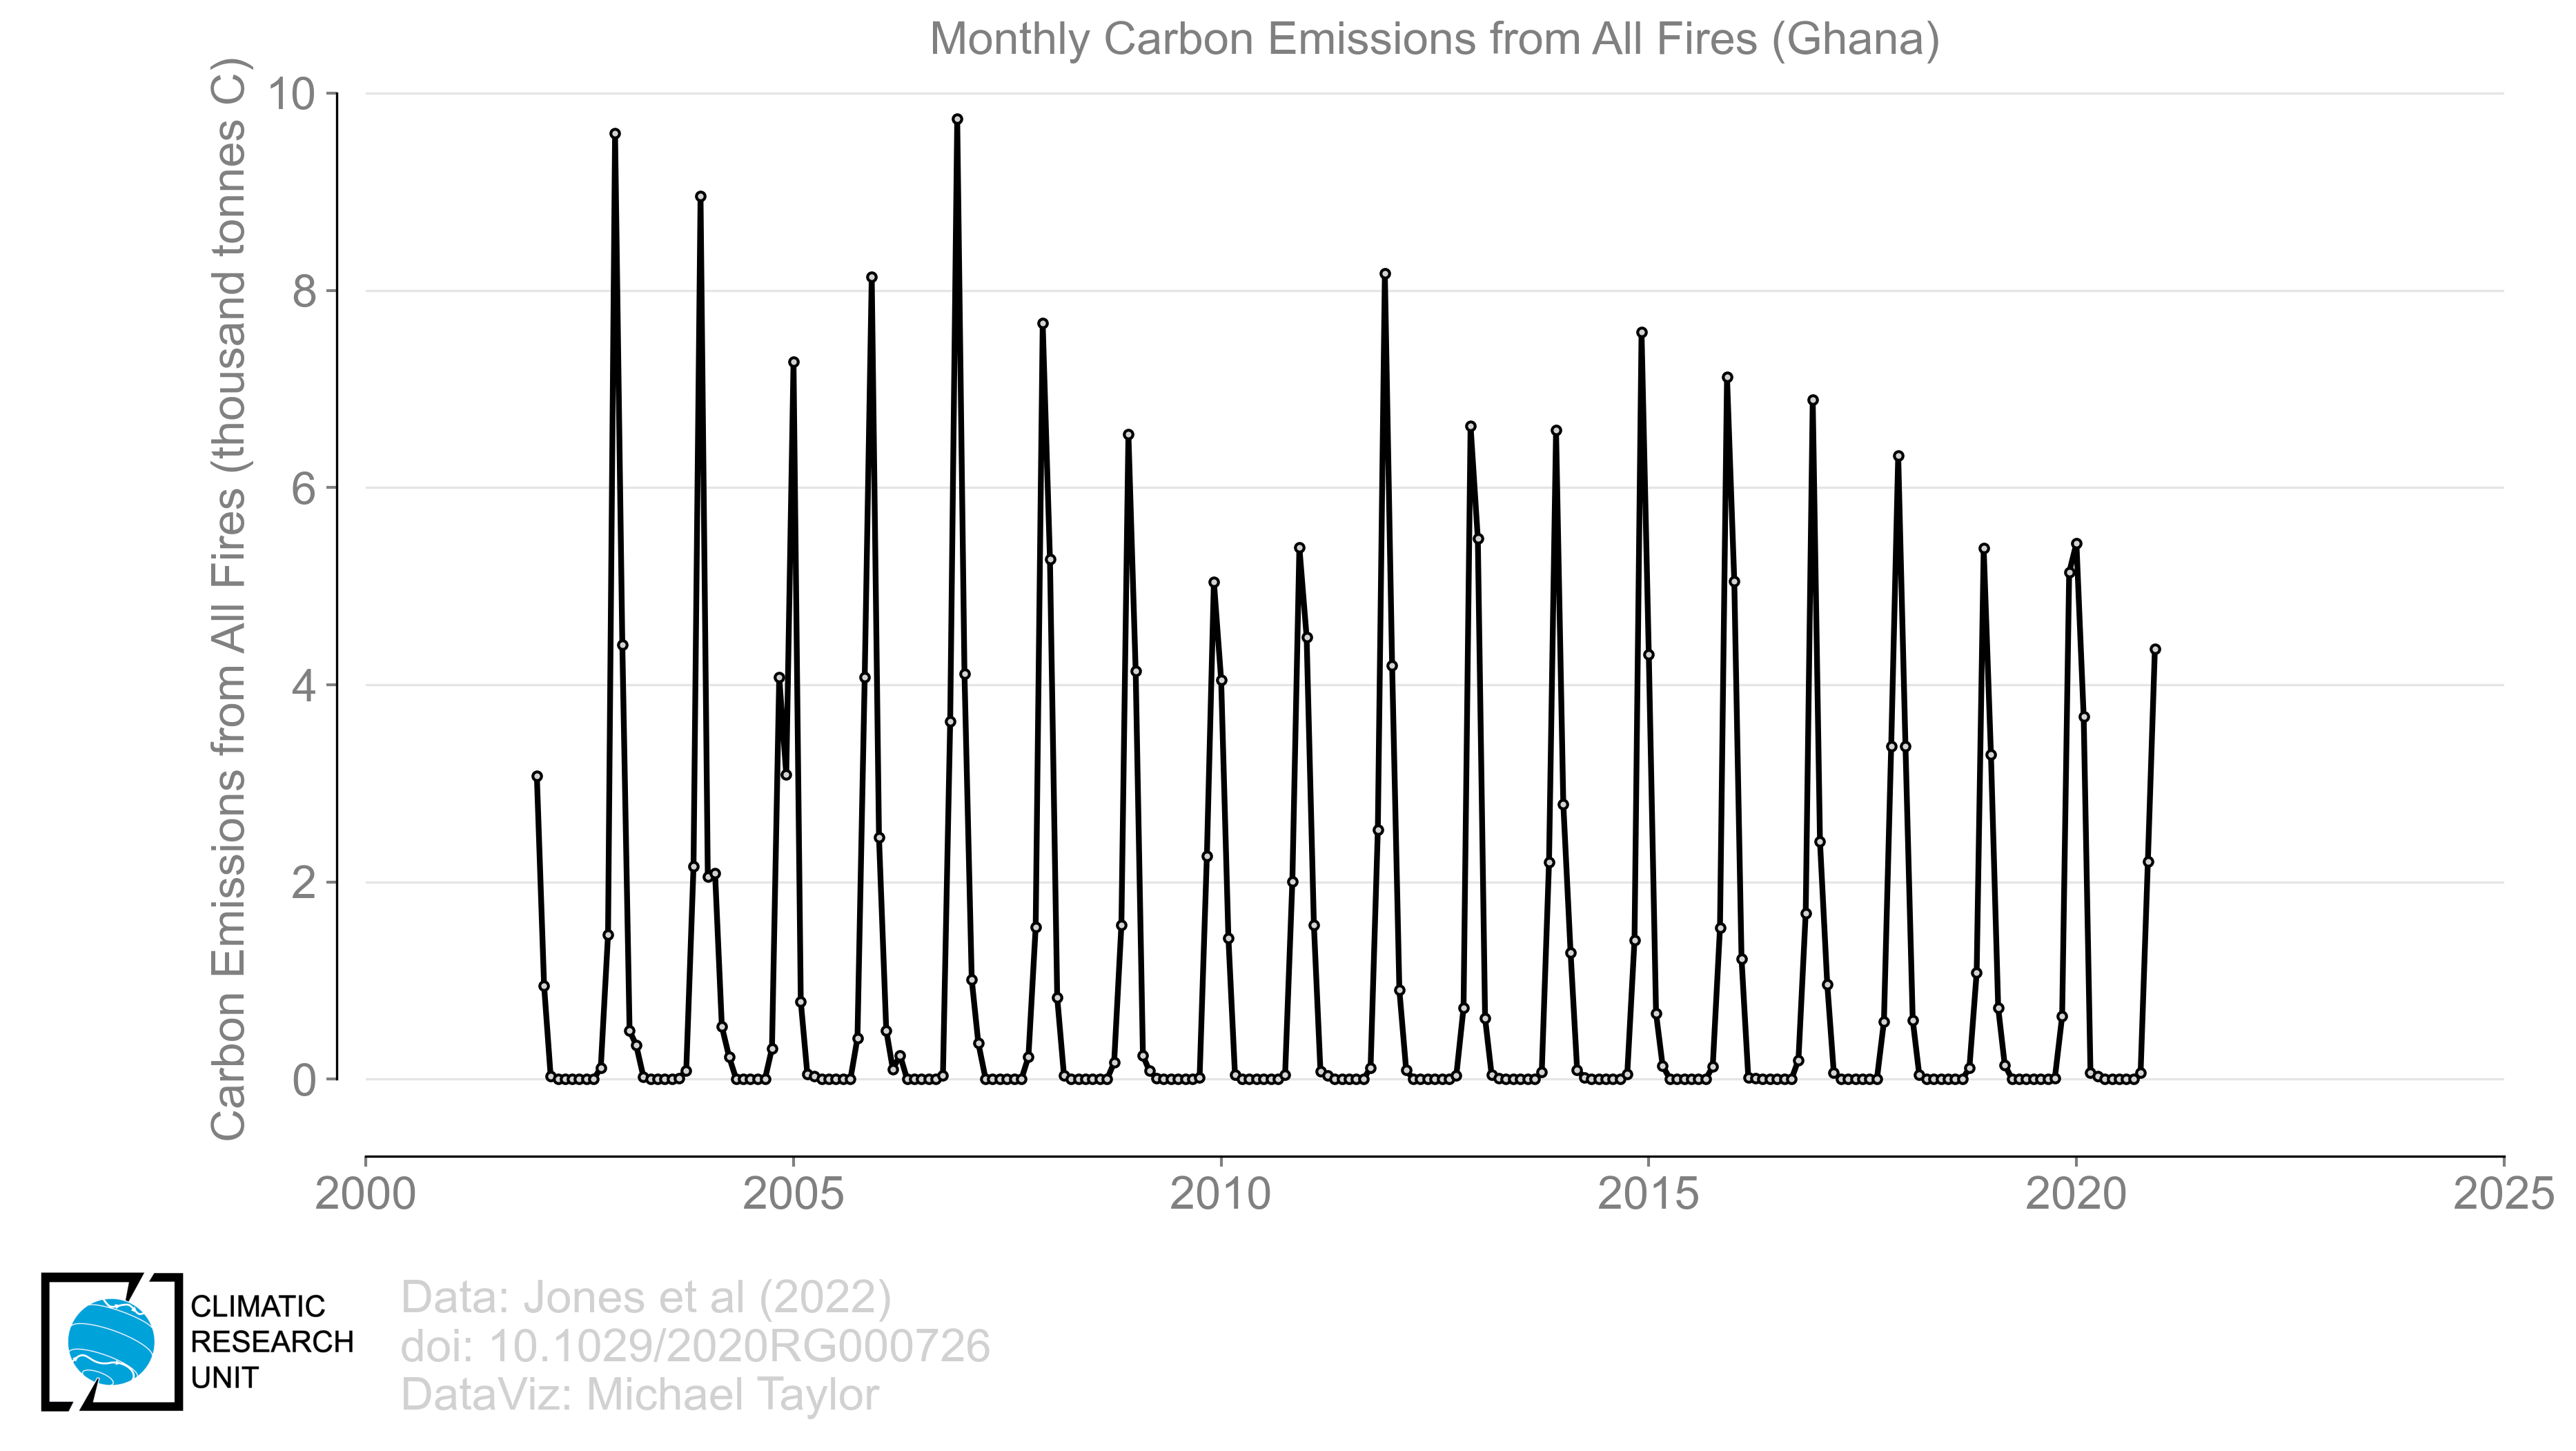 Monthly Carbon Emissions from All Fires (Ghana)
Carbon Emissions from All Fires (thousand tonnes C)
10
8
6
4
2
0
2000
2005
2010
2015
2020
2025
CLIMATIC
RESEARCH
UNIT
Data: Jones et al (2022)
doi: 10.1029/2020RG000726
DataViz: Michael Taylor